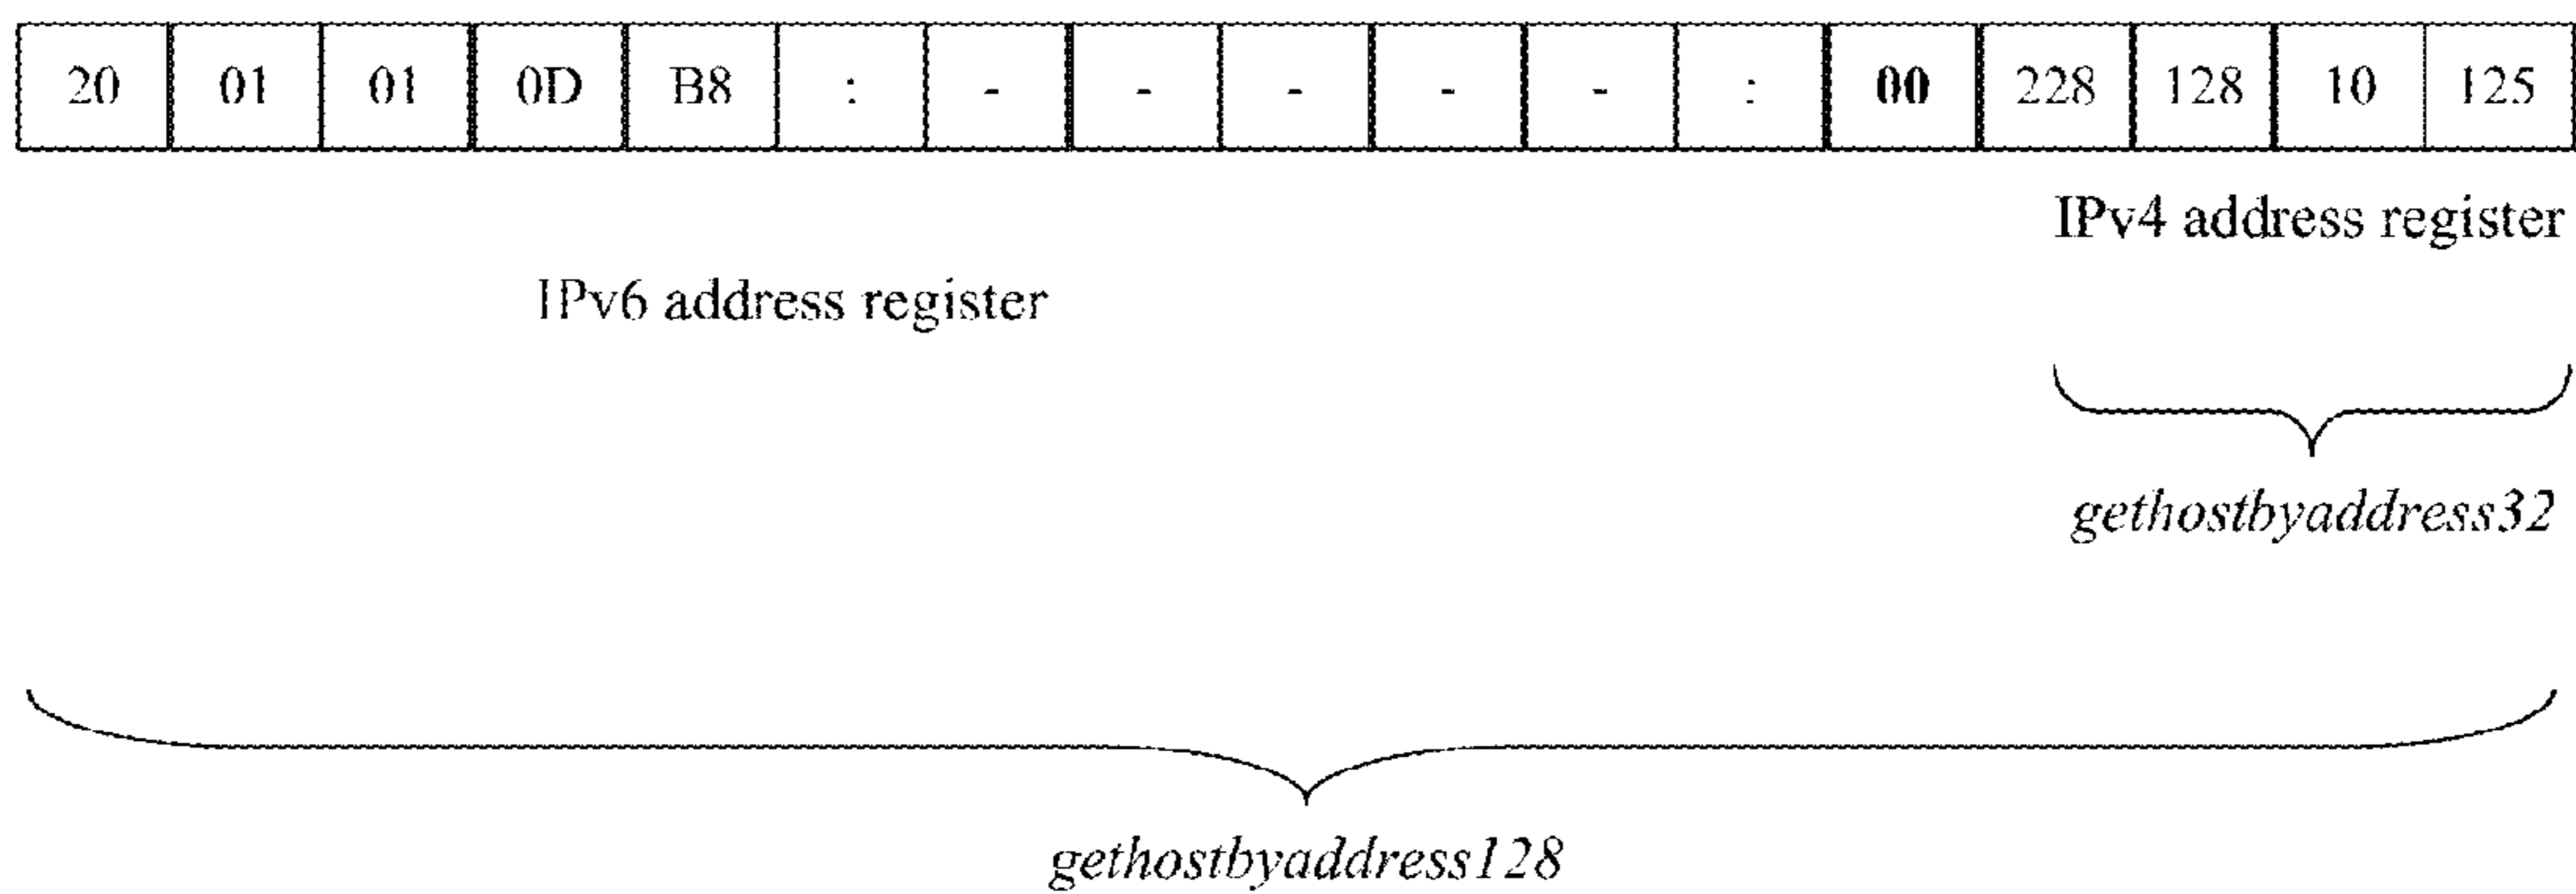 20 01 01 0D B8 : - - - - - : 00 228 128 10 125
IPv4 address register
IPv6 address register
gethostbyaddress32
gethostbyaddress128